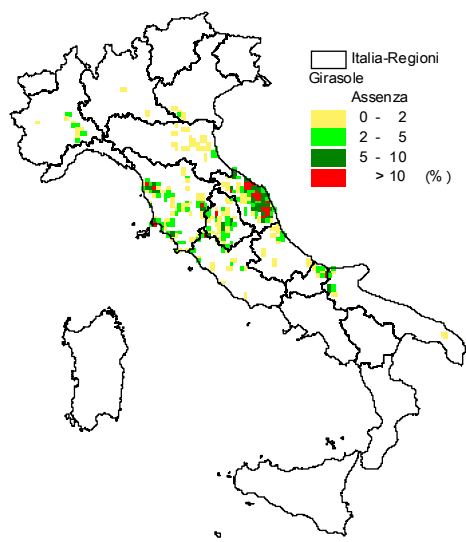 Italia-Regioni
Girasole
Assenza
0 - 2
2 - 5
5 - 10
> 10 (%)